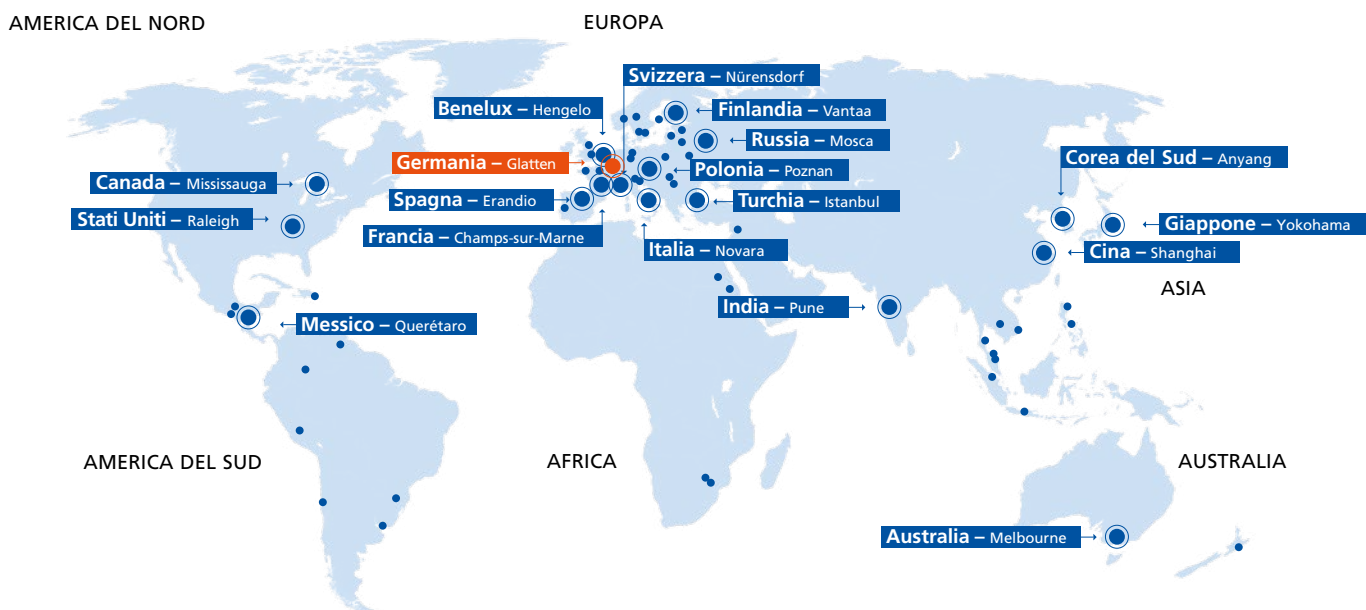 AMERICA DEL NORD
EUROPA
Svizzera – Nürensdorf
Benelux – Hengelo
Finlandia – Vantaa
Russia – Mosca
Germania – Glatten
Corea del Sud – Anyang
Polonia – Poznan
Canada – Mississauga
Spagna – Erandio
Turchia – Istanbul
Stati Uniti – Raleigh
Giappone – Yokohama
Francia – Champs-sur-Marne
Italia – Novara
Cina – Shanghai
ASIA
India – Pune
Messico – Querétaro
AMERICA DEL SUD
AFRICA
AUSTRALIA
Australia – Melbourne